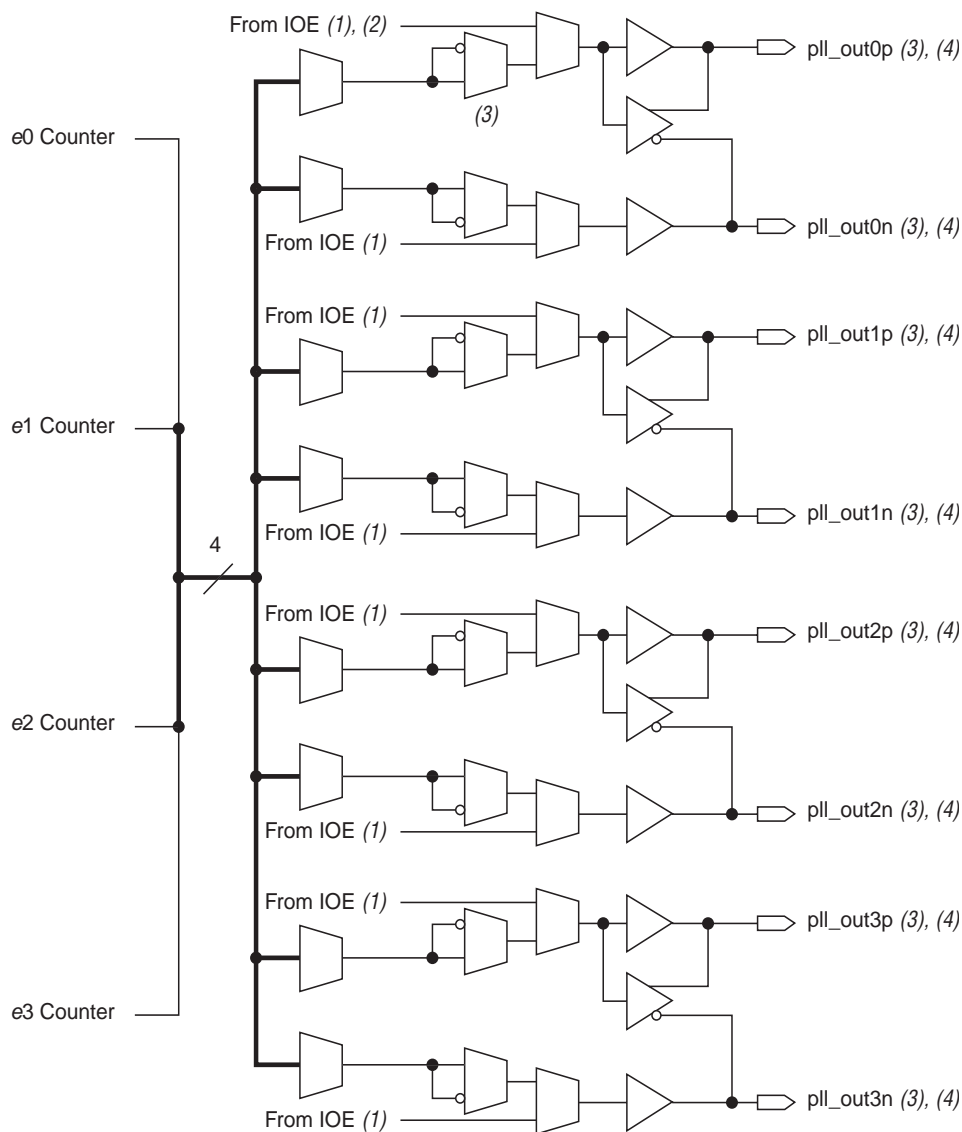 From IOE (1), (2)
pll_out0p (3), (4)
(3)
e0 Counter
pll_out0n (3), (4)
From IOE (1)
From IOE (1)
pll_out1p (3), (4)
e1 Counter
pll_out1n (3), (4)
From IOE (1)
4
From IOE (1)
pll_out2p (3), (4)
e2 Counter
pll_out2n (3), (4)
From IOE (1)
From IOE (1)
pll_out3p (3), (4)
e3 Counter
pll_out3n (3), (4)
From IOE (1)